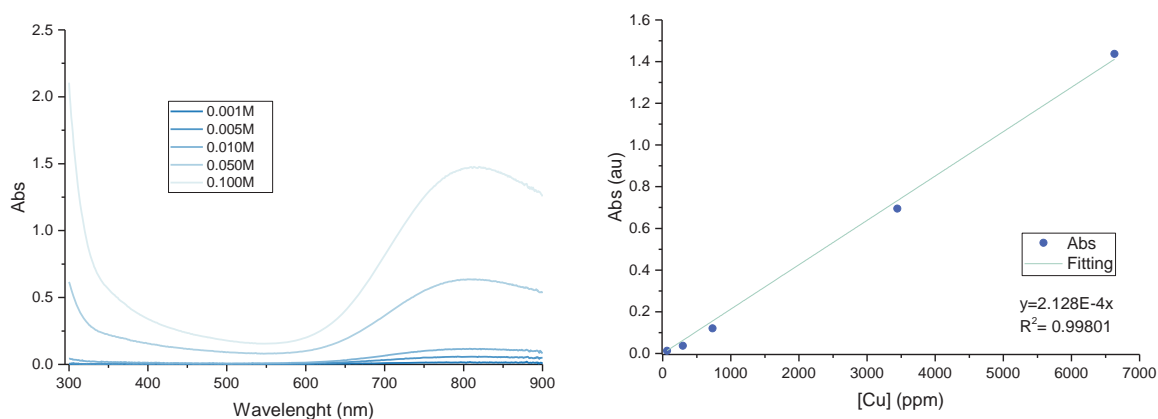 2.5
2.0
1.5
1.0
0.5
0.0
Abs
0.001M
0.005M
0.010M
0.050M
0.100M
300 400 500 600 700 800 900
Wavelenght (nm)
1.6
1.4
1.2
1.0
0.8
0.6
0.4
0.2
0.0
Abs (au)
Abs
Fitting
y=2.128E-4x
R²= 0.99801
0 1000 2000 3000 4000 5000 6000 7000
[Cu] (ppm)